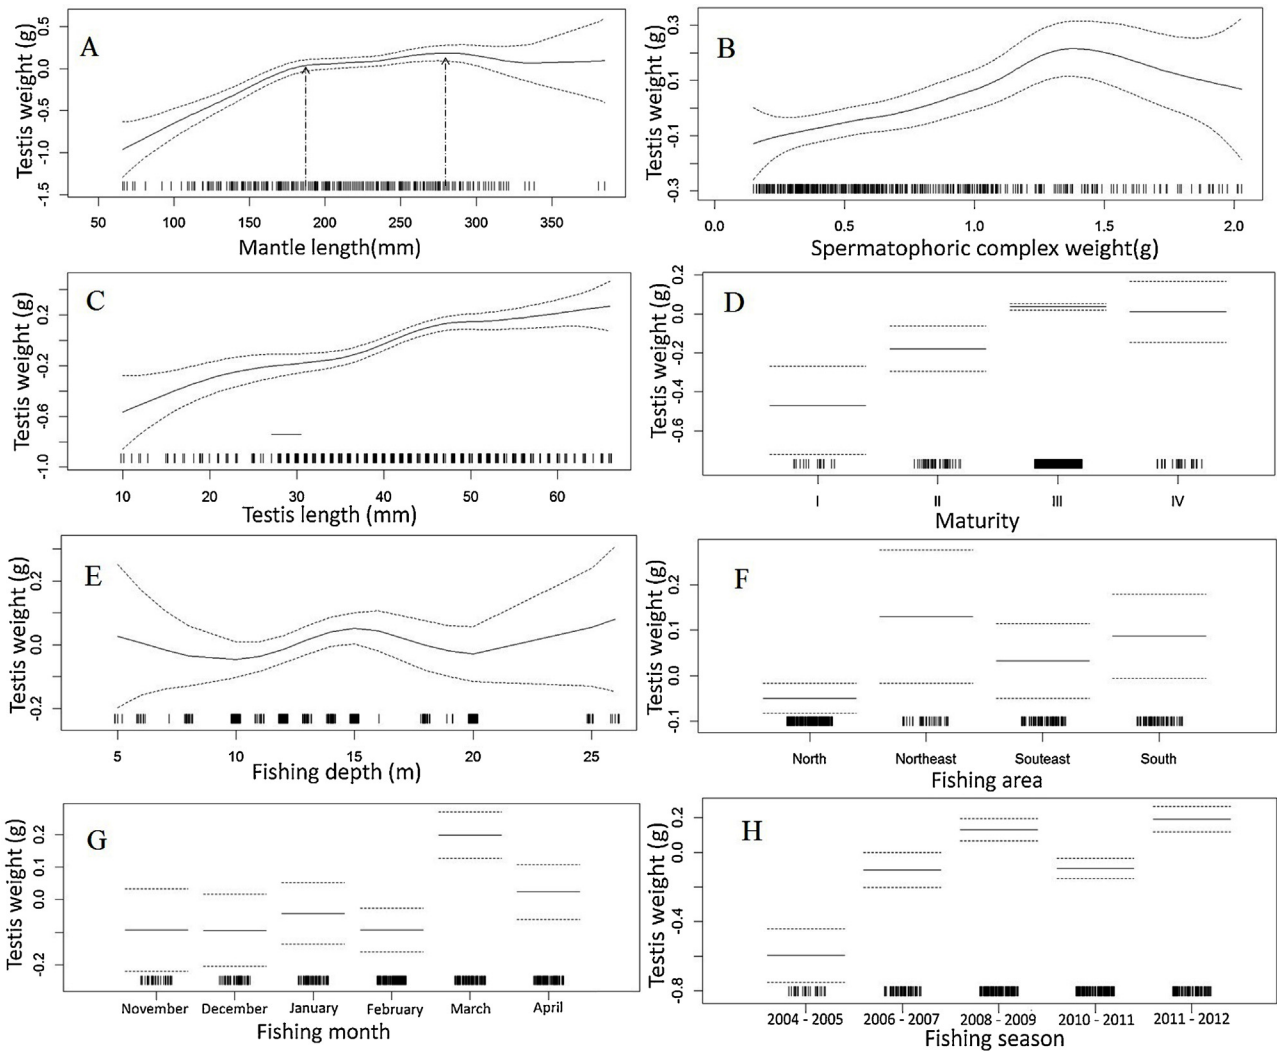 A
Testis weight (g)
0.5
0.0
-0.5
-1.0
-1.5
50 100 150 200 250 300 350
Mantle length(mm)
B
Testis weight (g)
0.3
0.1
-0.1
-0.3
0.0 0.5 1.0 1.5 2.0
Spermatophoric complex weight(g)
C
Testis weight (g)
0.2
-0.2
-0.6
-1.0
10 20 30 40 50 60
Testis length (mm)
D
Testis weight (g)
0.2
0.0
-0.2
-0.4
-0.6
I II III IV
Maturity
E
Testis weight (g)
0.2
0.0
-0.2
5 10 15 20 25
Fishing depth (m)
F
Testis weight (g)
0.2
0.1
0.0
-0.1
North Northeast Souteast South
Fishing area
G
Testis weight (g)
0.2
0.1
0.0
-0.2
November December January February March April
Fishing month
H
Testis weight (g)
0.2
0.0
-0.4
-0.8
2004 - 2005 2006 - 2007 2008 - 2009 2010 - 2011 2011 - 2012
Fishing season